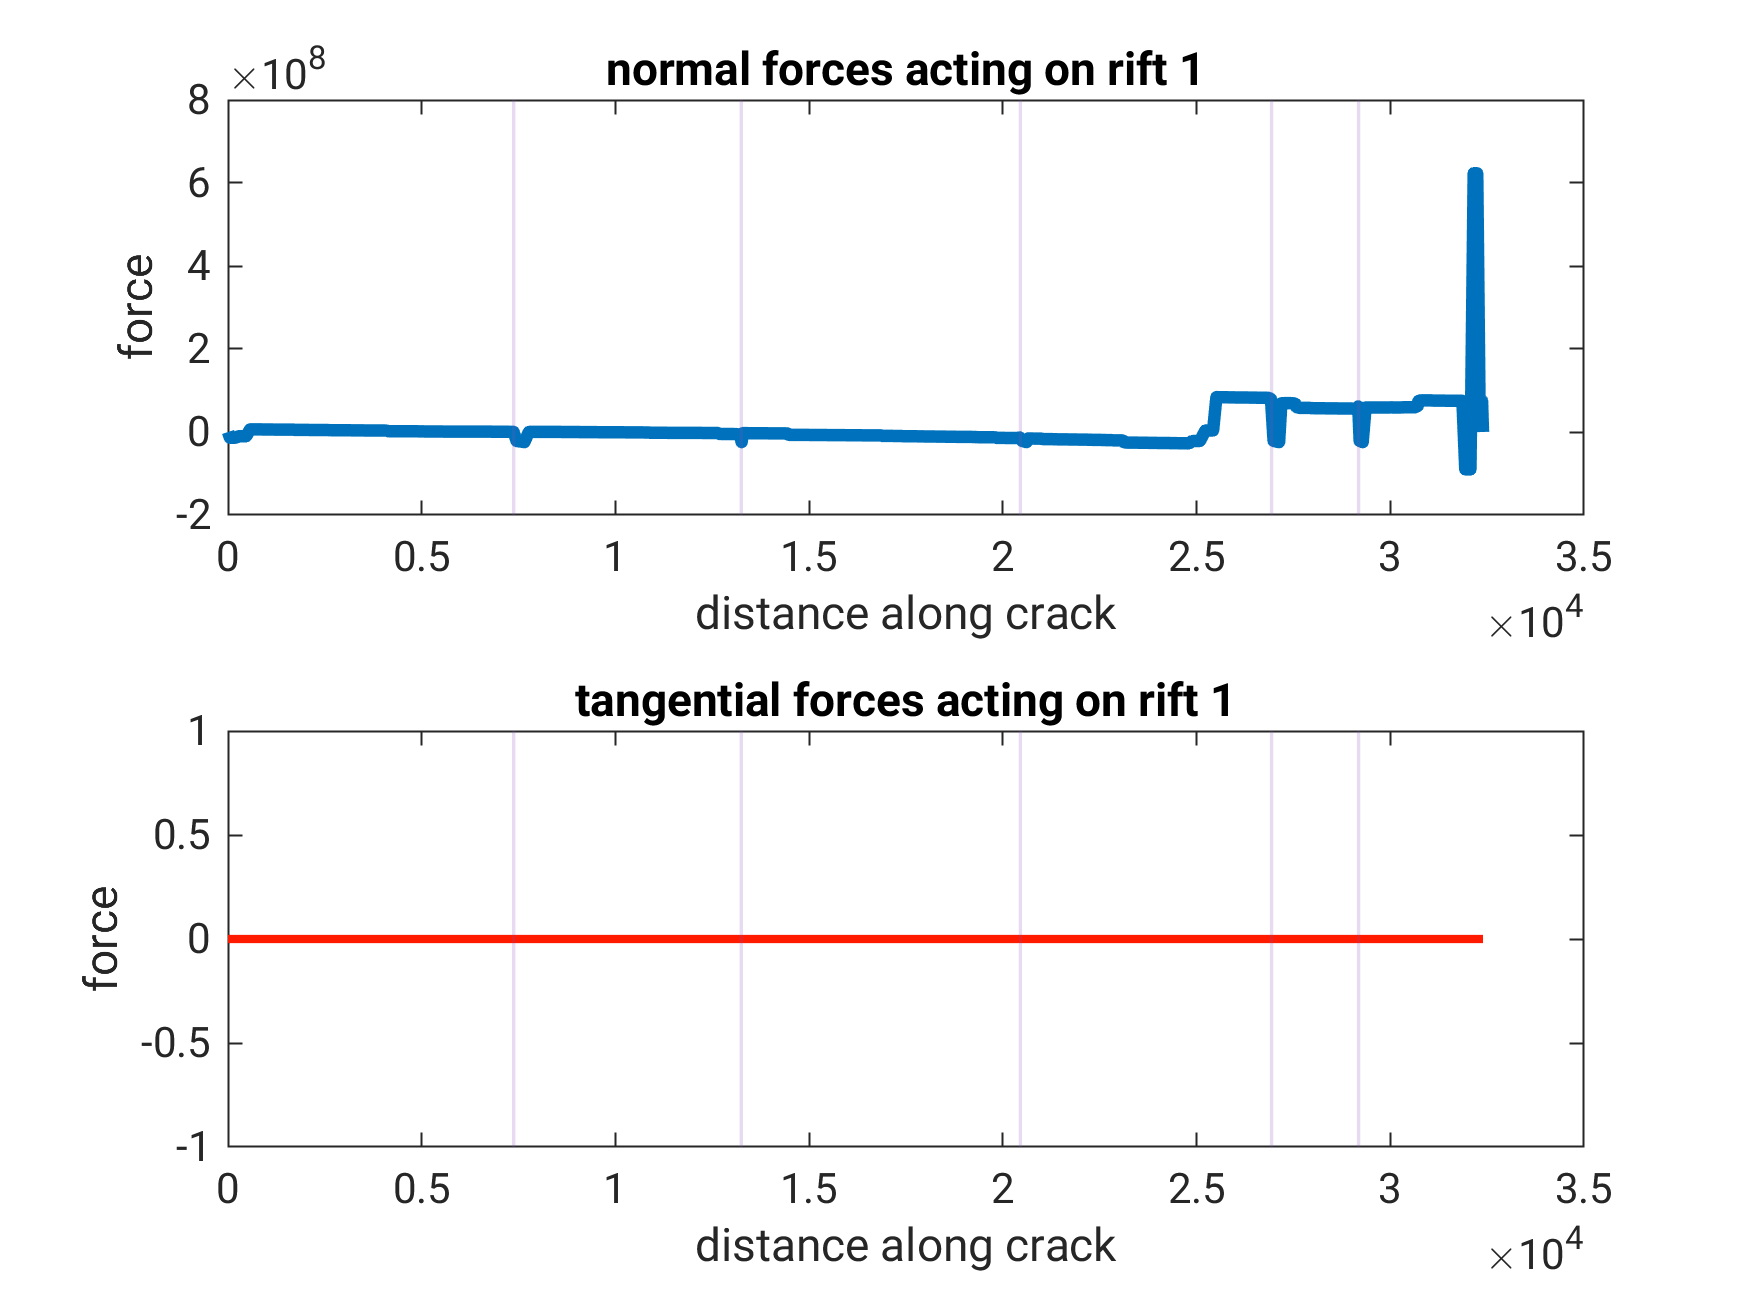 ×10^8
normal forces acting on rift 1
8
6
4
2
0
-2
force
0 0.5 1 1.5 2 2.5 3 3.5
distance along crack
×10^4
tangential forces acting on rift 1
1
0.5
0
-0.5
-1
force
0 0.5 1 1.5 2 2.5 3 3.5
distance along crack
×10^4